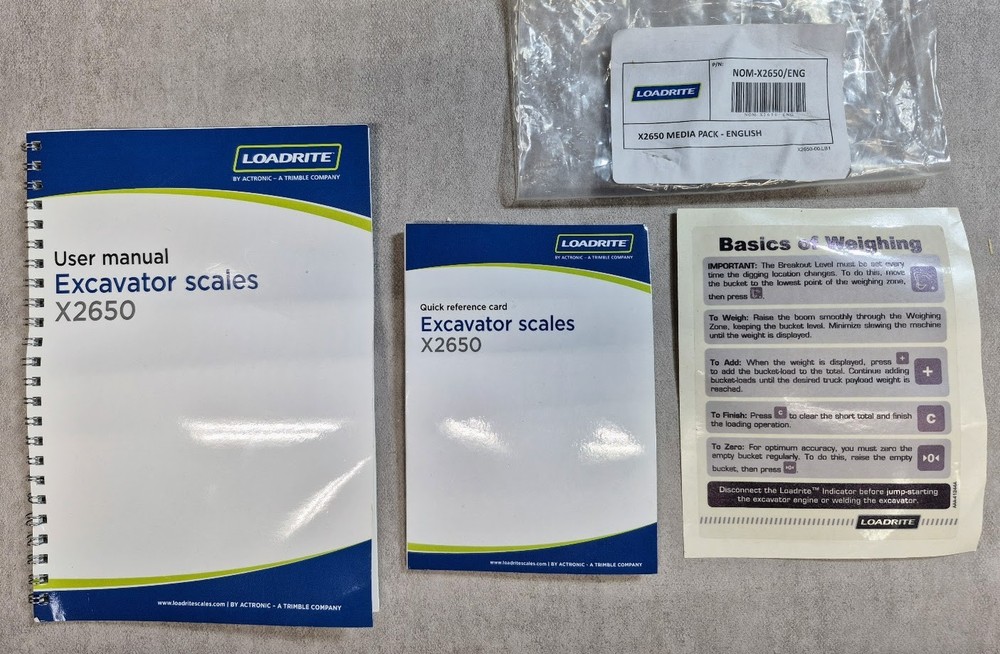 LOADRITE
BY ACTRONIC – A TRIMBLE COMPANY
User manual
Excavator scales
X2650
www.loadritescales.com | BY ACTRONIC - A TRIMBLE COMPANY
LOADRITE
BY ACTRONIC - A TRIMBLE COMPANY
Quick reference card
Excavator scales
X2650
www.loadritescales.com | BY ACTRONIC - A TRIMBLE COMPANY
P/N:
LOADRITE
NOM-X2650/ENG
X2650 MEDIA PACK - ENGLISH
Basics of Weighing
IMPORTANT: The Breakout Level must be set every
time the digging location changes. To do this, move
the bucket to the lowest point of the weighing zone,
then press
To Weigh: Raise the boom smoothly through the Weighing
Zone, keeping the bucket level. Minimize slewing the machine
until the weight is displayed.
To Add: When the weight is displayed, press +
to add the bucket-load to the total. Continue adding
bucket-loads until the desired truck payload weight is
reached.
+
To Finish: Press C to clear the short total and finish
the loading operation.
C
To Zero: For optimum accuracy, you must zero the
empty bucket regularly. To do this, raise the empty
bucket, then press
▸0◂
Disconnect the Loadrite™ Indicator before jump-starting
the excavator engine or welding the excavator.
LOADRITE